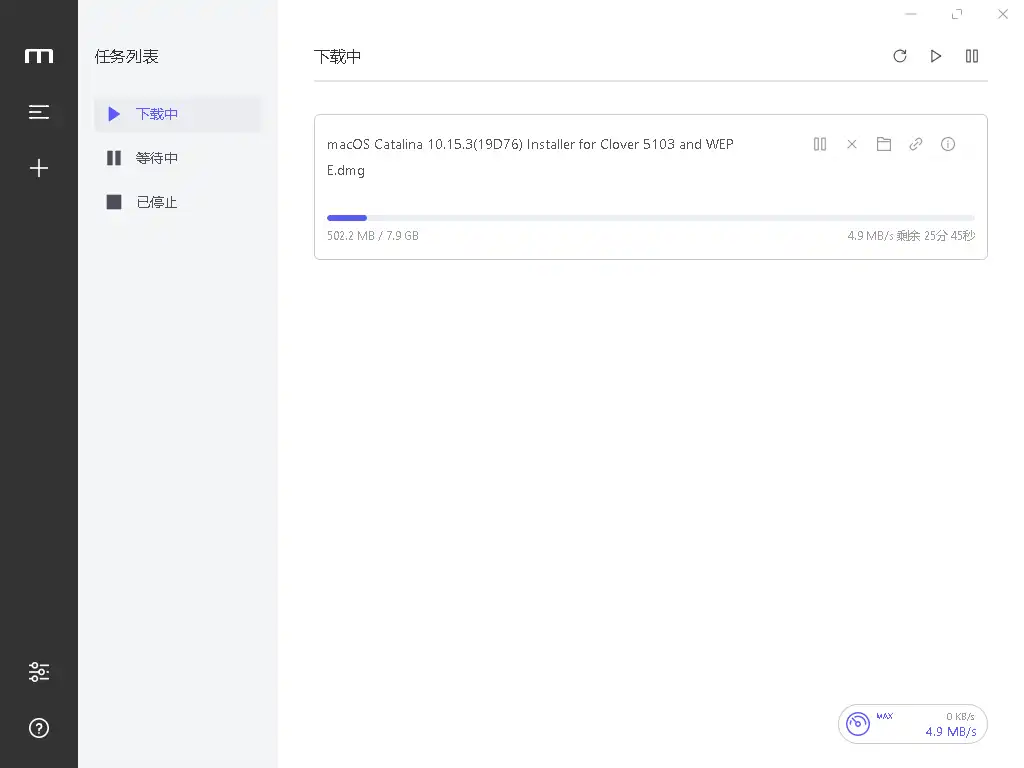 m
任务列表
下载中
等待中
已停止
下载中
macOS Catalina 10.15.3(19D76) Installer for Clover 5103 and WEP
E.dmg
502.2 MB / 7.9 GB
4.9 MB/s 剩余 25分 45秒
MAX
0 KB/s
4.9 MB/s